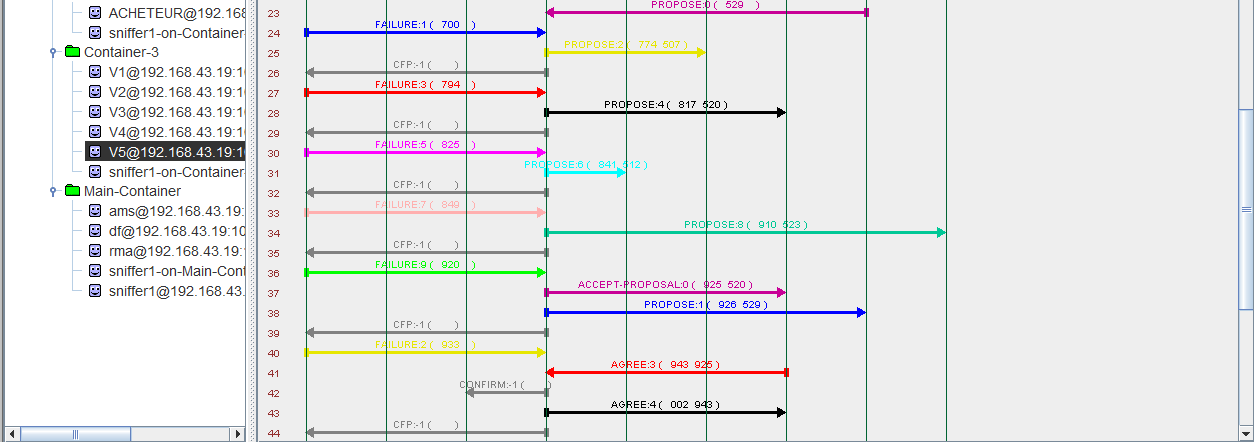 ACHETEUR@192.168
sniffer1-on-Container-
Container-3
V1@192.168.43.19:1
V2@192.168.43.19:1
V3@192.168.43.19:1
V4@192.168.43.19:1
V5@192.168.43.19:1
sniffer1-on-Container-
Main-Container
ams@192.168.43.19:
df@192.168.43.19:10
rma@192.168.43.19:
sniffer1-on-Main-Cont
sniffer1@192.168.43.
23 PROPOSE:0 ( 529 )
24 FAILURE:1 ( 700 )
25 PROPOSE:2 ( 774 507 )
26 CFP:-1 ( )
27 FAILURE:3 ( 794 )
28 PROPOSE:4 ( 817 520 )
29 CFP:-1 ( )
30 FAILURE:5 ( 825 )
31 PROPOSE:6 ( 841 512 )
32 CFP:-1 ( )
33 FAILURE:7 ( 849 )
34 PROPOSE:8 ( 910 523 )
35 CFP:-1 ( )
36 FAILURE:9 ( 920 )
37 ACCEPT-PROPOSAL:0 ( 925 520 )
38 PROPOSE:1 ( 926 529 )
39 CFP:-1 ( )
40 FAILURE:2 ( 933 )
41 AGREE:3 ( 943 925 )
42 CONFIRM:-1 ( )
43 AGREE:4 ( 002 943 )
44 CFP:-1 ( )